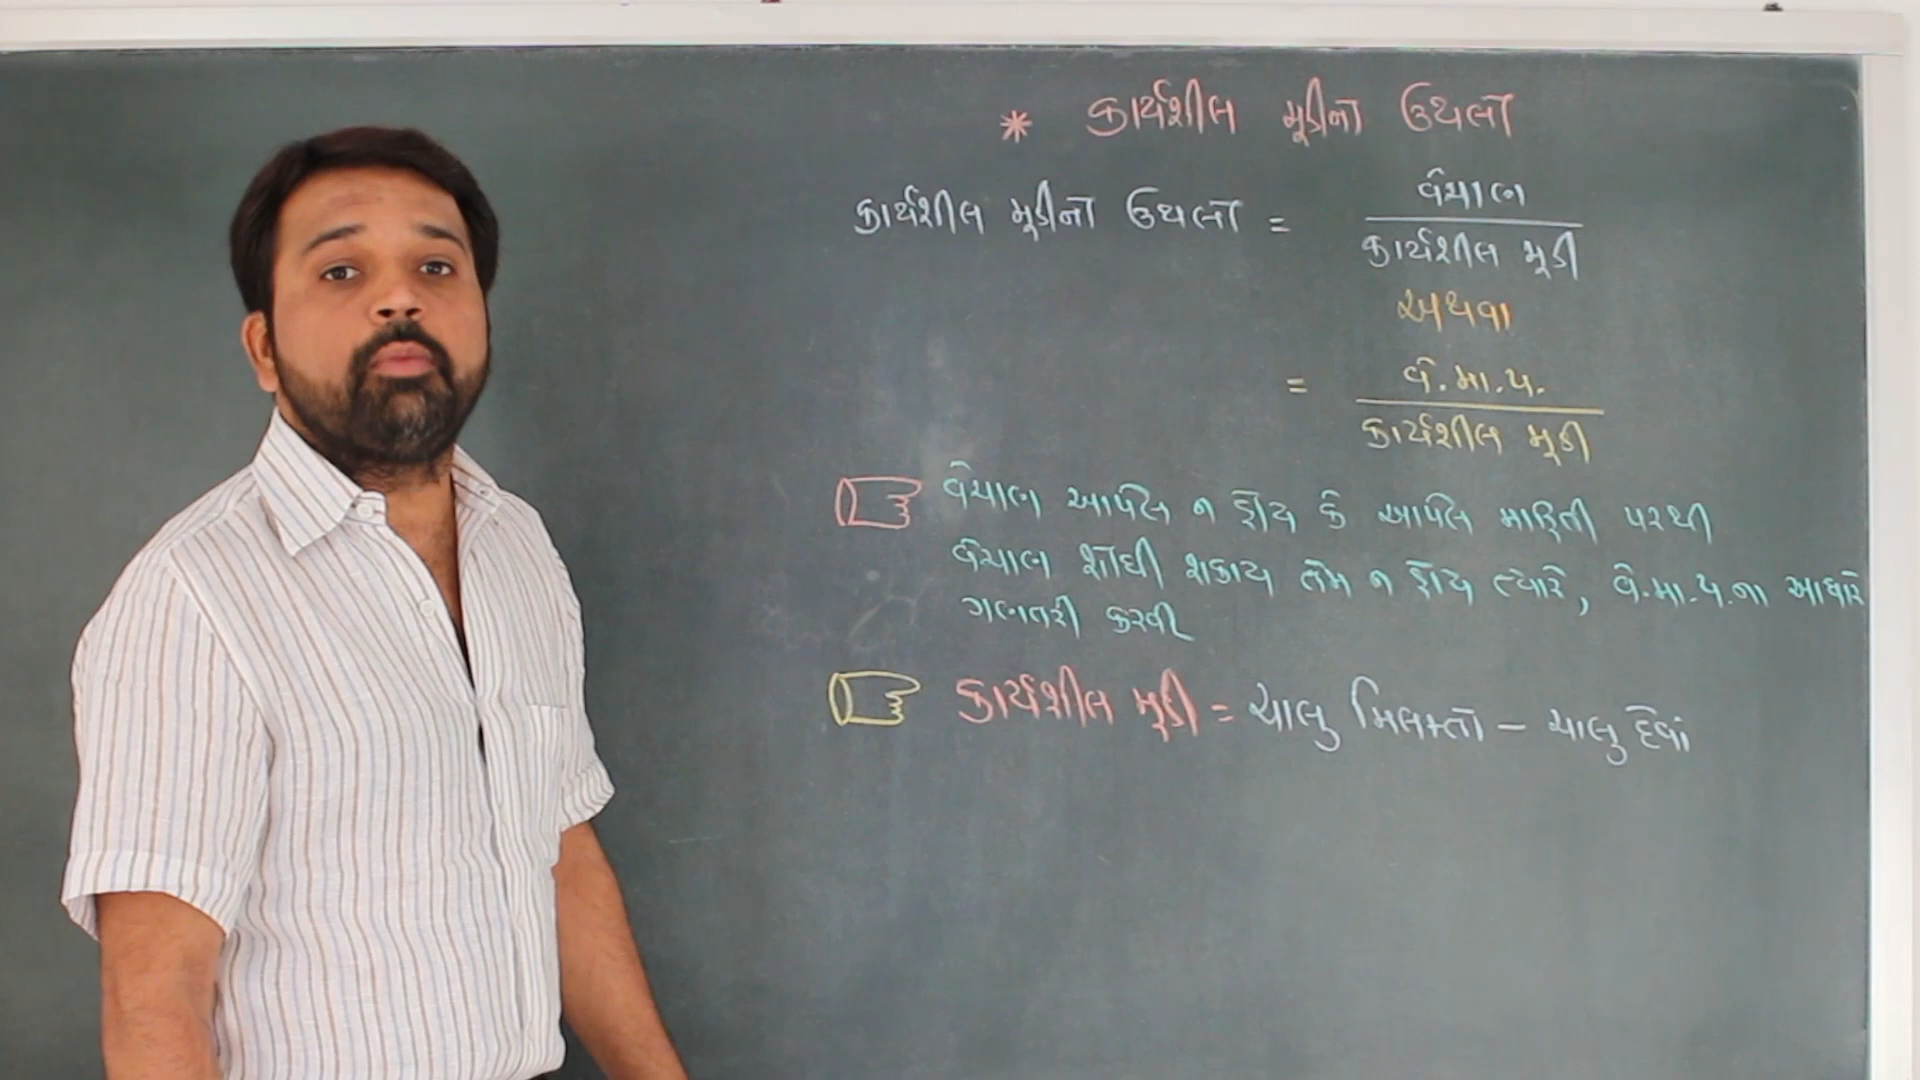 * કાર્યશીલ મૂડીનો ઉથલો
કાર્યશીલ મૂડીનો ઉથલો = વેચાણ
કાર્યશીલ મૂડી
અથવા
= વે.મા.પ.
કાર્યશીલ મૂડી
વેચાણ આપેલ ન હોય કે આપેલ માહિતી પરથી
વેચાણ શોધી શકાય તેમ ન હોય ત્યારે, વે.મા.પ.ના આધારે
ગણતરી કરવી
કાર્યશીલ મૂડી = ચાલુ મિલકતો - ચાલુ દેવાં